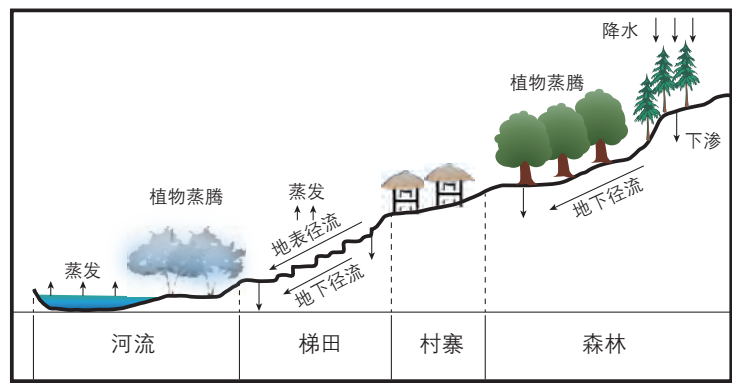 降水
植物蒸腾
下渗
植物蒸腾
蒸发
地表径流
地下径流
蒸发
地下径流
河流
梯田
村寨
森林